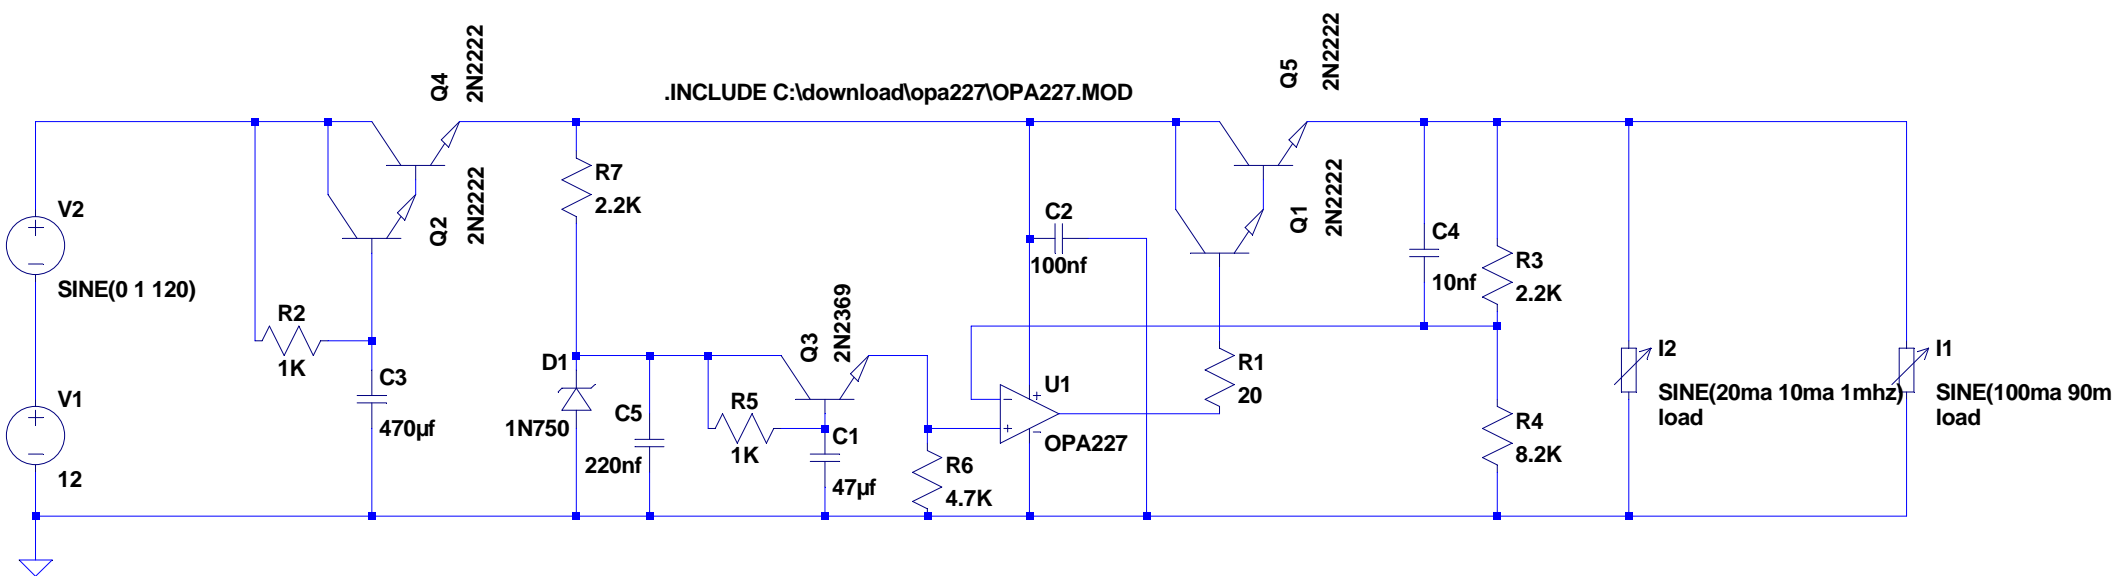 .INCLUDE C:\download\opa227\OPA227.MOD
V2
SINE(0 1 120)
V1
12
R2
1K
C3
470µf
Q4
2N2222
Q2
2N2222
R7
2.2K
D1
1N750
C5
220nf
R5
1K
Q3
2N2369
C1
47µf
R6
4.7K
C2
100nf
U1
OPA227
Q5
2N2222
Q1
2N2222
R1
20
C4
10nf
R3
2.2K
R4
8.2K
I2
SINE(20ma 10ma 1mhz)
load
I1
SINE(100ma 90m
load